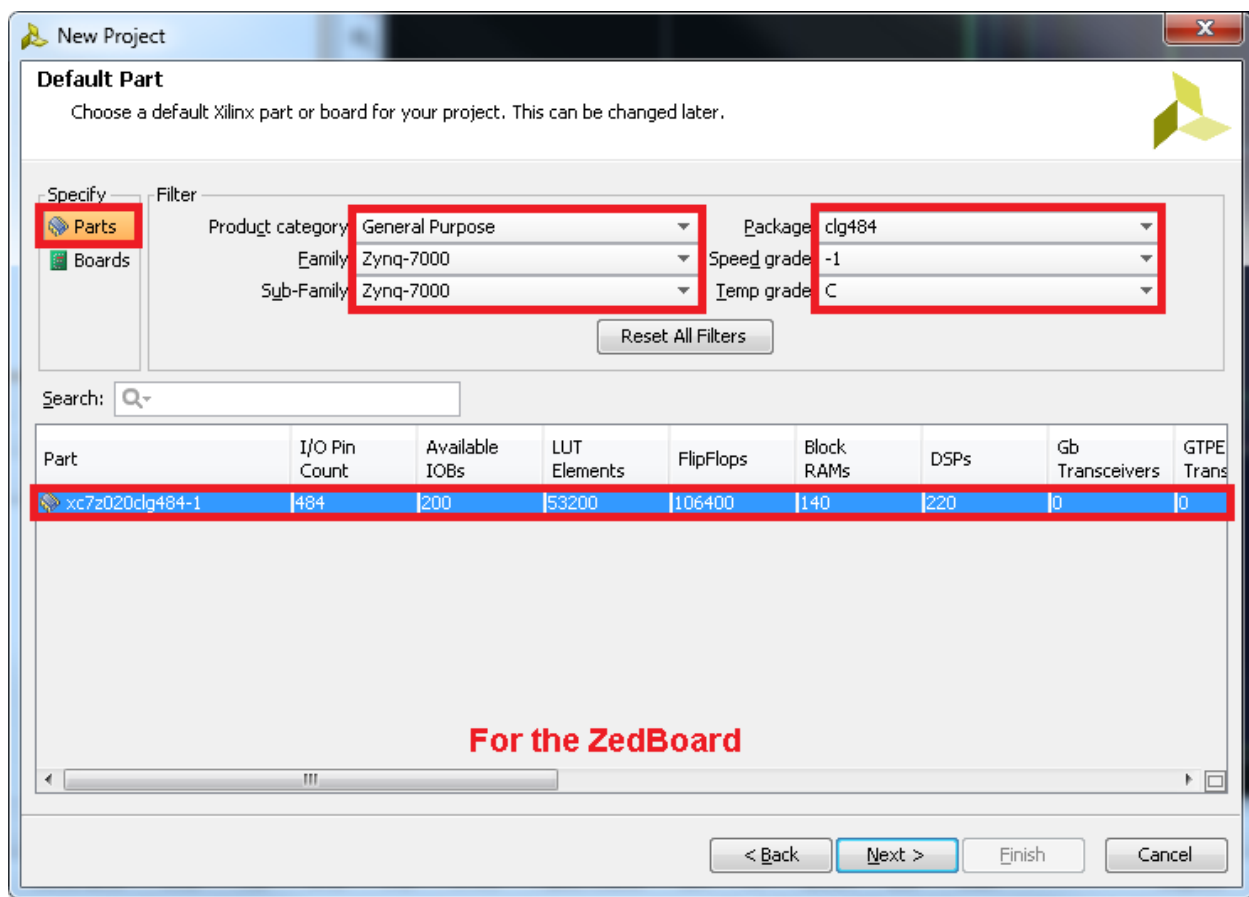 New Project
Default Part
Choose a default Xilinx part or board for your project. This can be changed later.
Specify Filter
Parts Product category General Purpose Package clg484
Boards Family Zynq-7000 Speed grade -1
Sub-Family Zynq-7000 Temp grade C
Reset All Filters
Search:
Part I/O Pin Count Available IOBs LUT Elements FlipFlops Block RAMs DSPs Gb Transceivers GTPE Trans
xc7z020clg484-1 484 200 53200 106400 140 220 0 0
For the ZedBoard
< Back Next > Finish Cancel